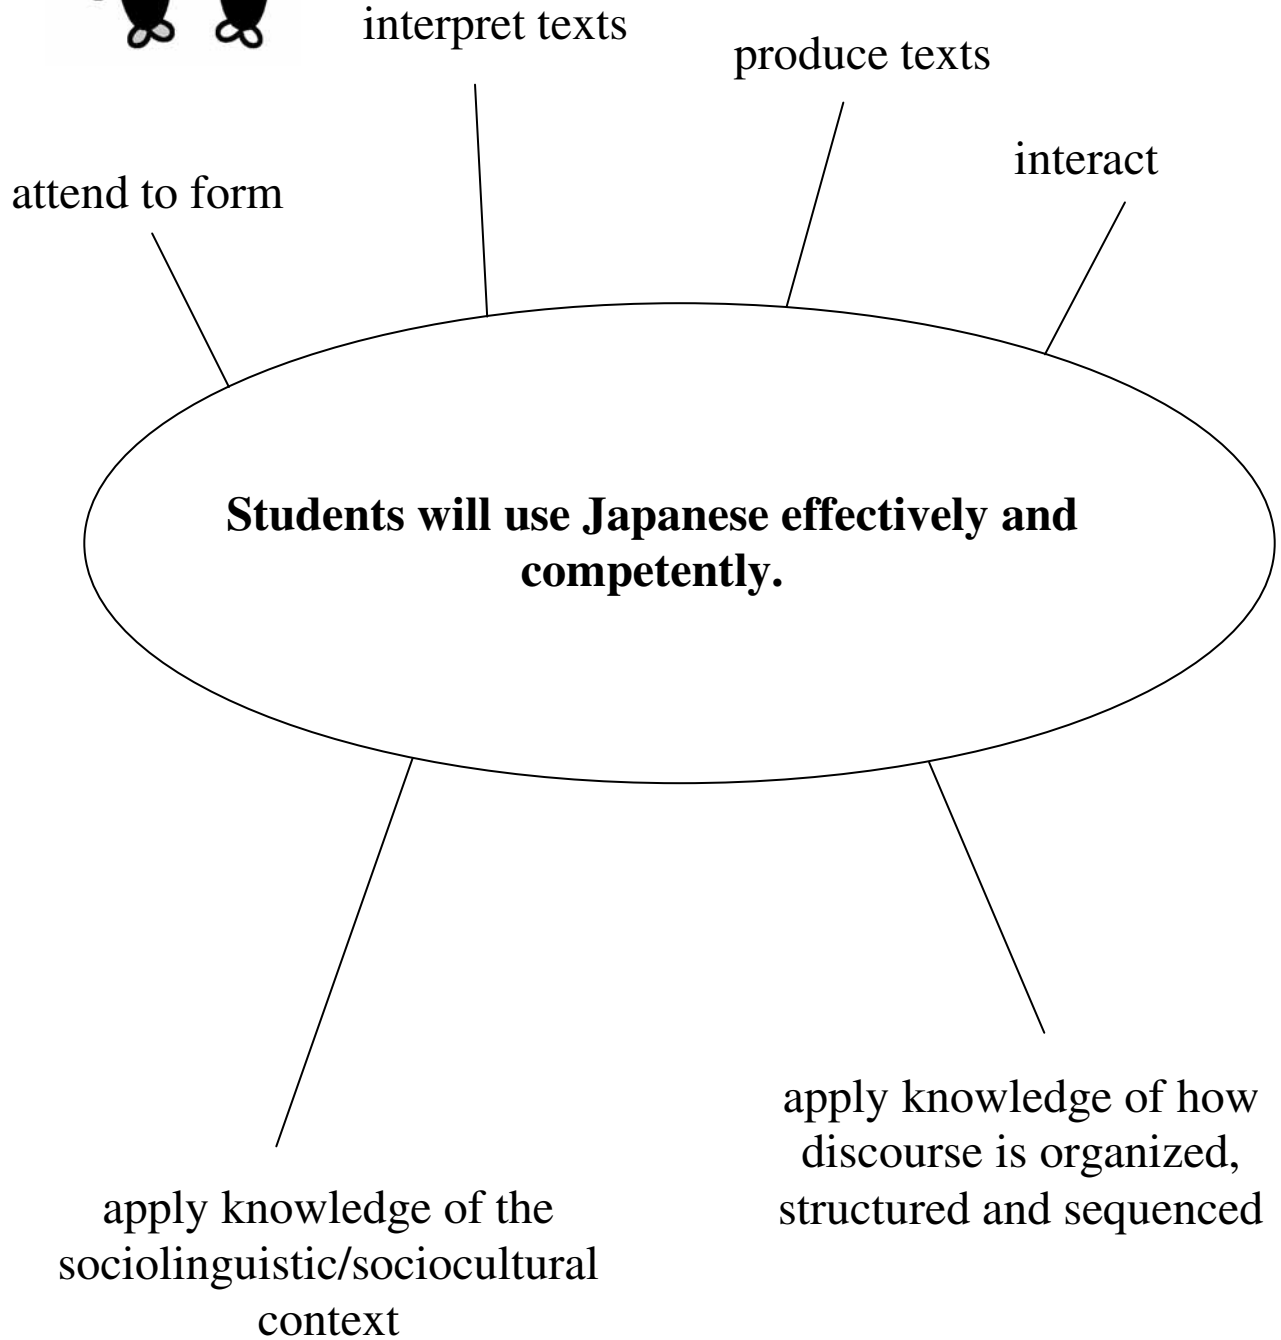 interpret texts
produce texts
interact
attend to form
Students will use Japanese effectively and
competently.
apply knowledge of how
discourse is organized,
structured and sequenced
apply knowledge of the
sociolinguistic/sociocultural
context